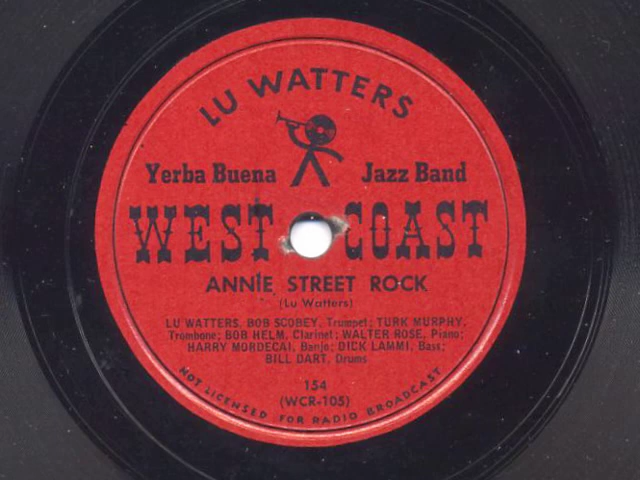 LU WATTERS
Yerba Buena Jazz Band
WEST COAST
ANNIE STREET ROCK
(Lu Watters)
LU WATTERS, BOB SCOBEY, Trumpet; TURK MURPHY,
Trombone; BOB HELM, Clarinet; WALTER ROSE, Piano;
HARRY MORDECAI, Banjo; DICK LAMMI, Bass;
BILL DART, Drums
154
(WCR-105)
NOT LICENSED FOR RADIO BROADCAST